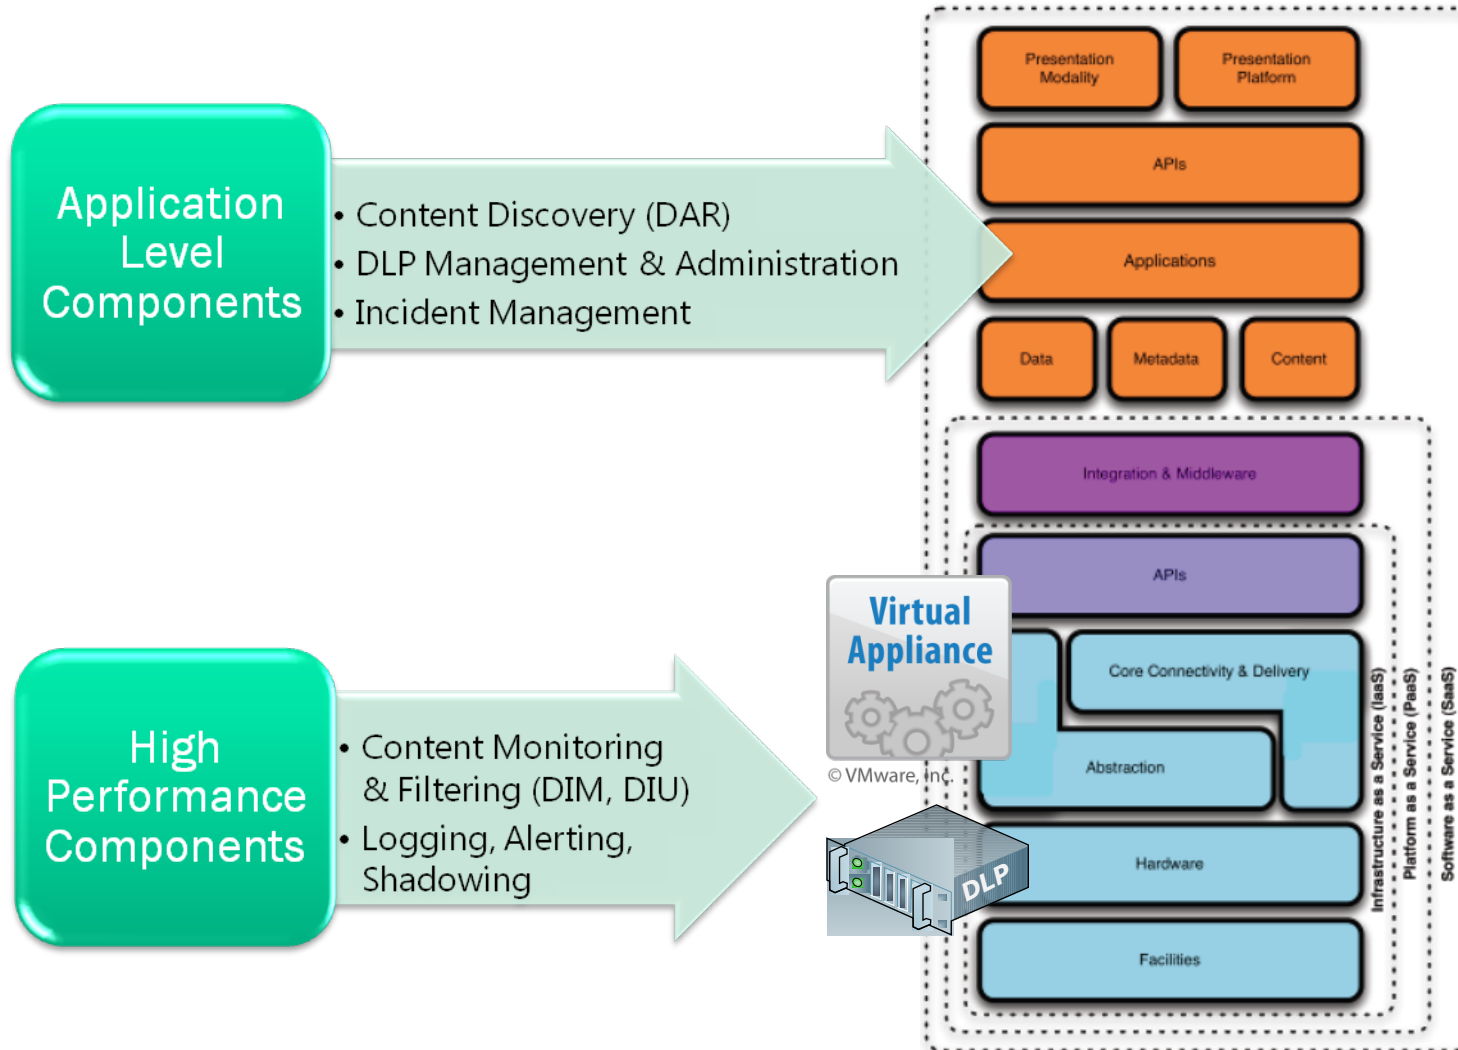 Application
Level
Components
• Content Discovery (DAR)
• DLP Management & Administration
• Incident Management
High
Performance
Components
• Content Monitoring
& Filtering (DIM, DIU)
• Logging, Alerting,
Shadowing
Virtual
Appliance
© VMware, Inc.
DLP
Presentation
Modality
Presentation
Platform
APIs
Applications
Data
Metadata
Content
Integration & Middleware
APIs
Core Connectivity & Delivery
Abstraction
Hardware
Facilities
Infrastructure as a Service (IaaS)
Platform as a Service (PaaS)
Software as a Service (SaaS)